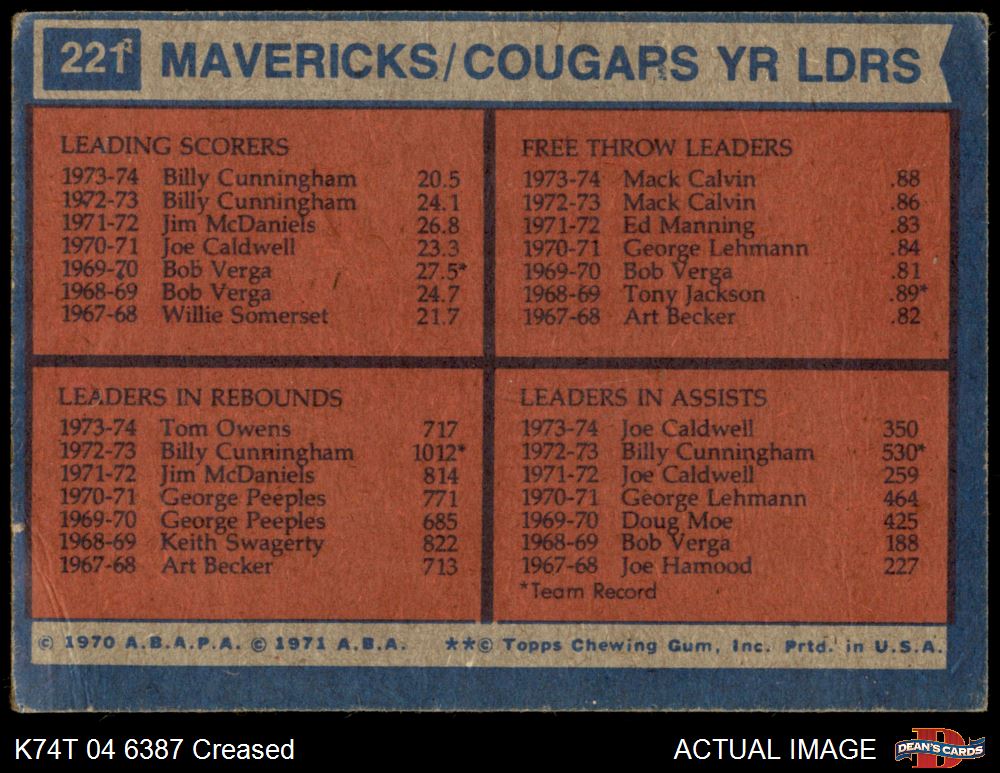 221 MAVERICKS/COUGARS YR LDRS
LEADING SCORERS
1973-74 Billy Cunningham 20.5
1972-73 Billy Cunningham 24.1
1971-72 Jim McDaniels 26.8
1970-71 Joe Caldwell 23.3
1969-70 Bob Verga 27.5*
1968-69 Bob Verga 24.7
1967-68 Willie Somerset 21.7
FREE THROW LEADERS
1973-74 Mack Calvin .88
1972-73 Mack Calvin .86
1971-72 Ed Manning .83
1970-71 George Lehmann .84
1969-70 Bob Verga .81
1968-69 Tony Jackson .89*
1967-68 Art Becker .82
LEADERS IN REBOUNDS
1973-74 Tom Owens 717
1972-73 Billy Cunningham 1012*
1971-72 Jim McDaniels 814
1970-71 George Peeples 771
1969-70 George Peeples 685
1968-69 Keith Swagerty 822
1967-68 Art Becker 713
LEADERS IN ASSISTS
1973-74 Joe Caldwell 350
1972-73 Billy Cunningham 530*
1971-72 Joe Caldwell 259
1970-71 George Lehmann 464
1969-70 Doug Moe 425
1968-69 Bob Verga 188
1967-68 Joe Hamood 227
*Team Record
© 1970 A.B.A.P.A. © 1971 A.B.A. **© Topps Chewing Gum, Inc. Prtd. in U.S.A.
K74T 04 6387 Creased
ACTUAL IMAGE
D
DEAN'S CARDS